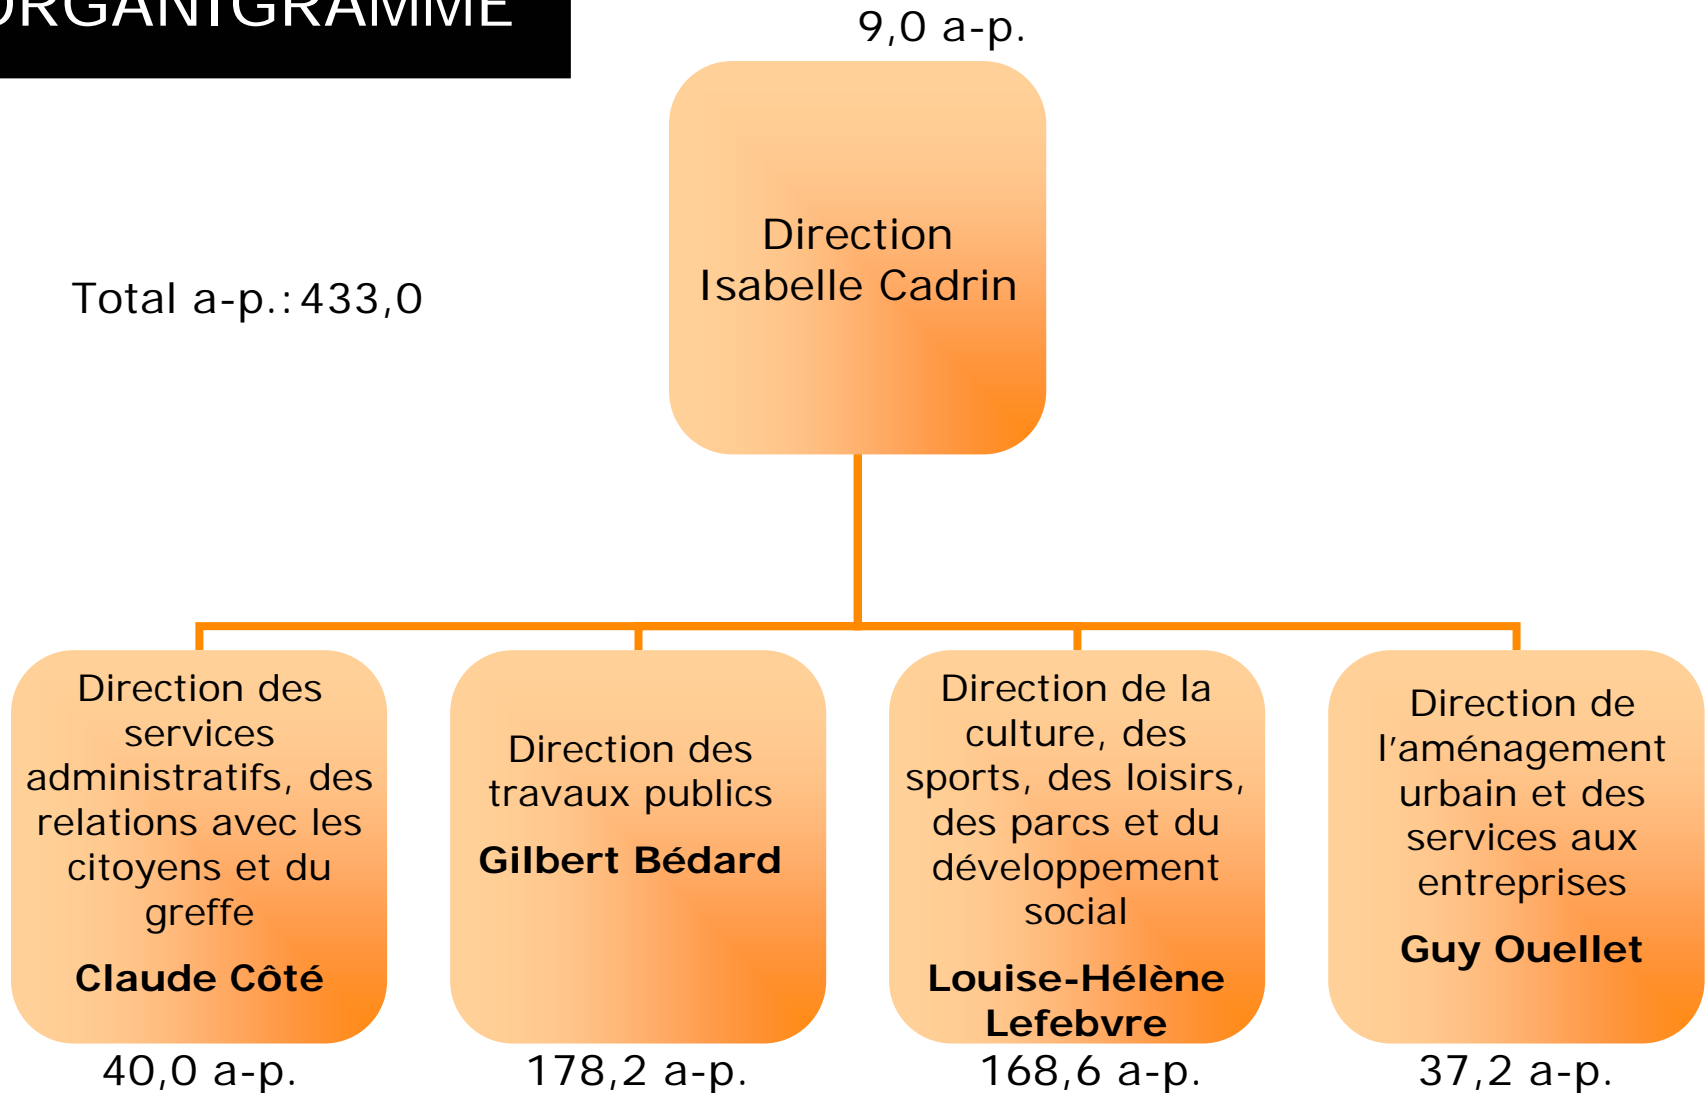 ORGANIGRAMME
9,0 a-p.
Direction
Isabelle Cadrin
Total a-p.: 433,0
Direction des
services
administratifs, des
relations avec les
citoyens et du
greffe
Claude Côté
40,0 a-p.
Direction des
travaux publics
Gilbert Bédard
178,2 a-p.
Direction de la
culture, des
sports, des loisirs,
des parcs et du
développement
social
Louise-Hélène
Lefebvre
168,6 a-p.
Direction de
l'aménagement
urbain et des
services aux
entreprises
Guy Ouellet
37,2 a-p.